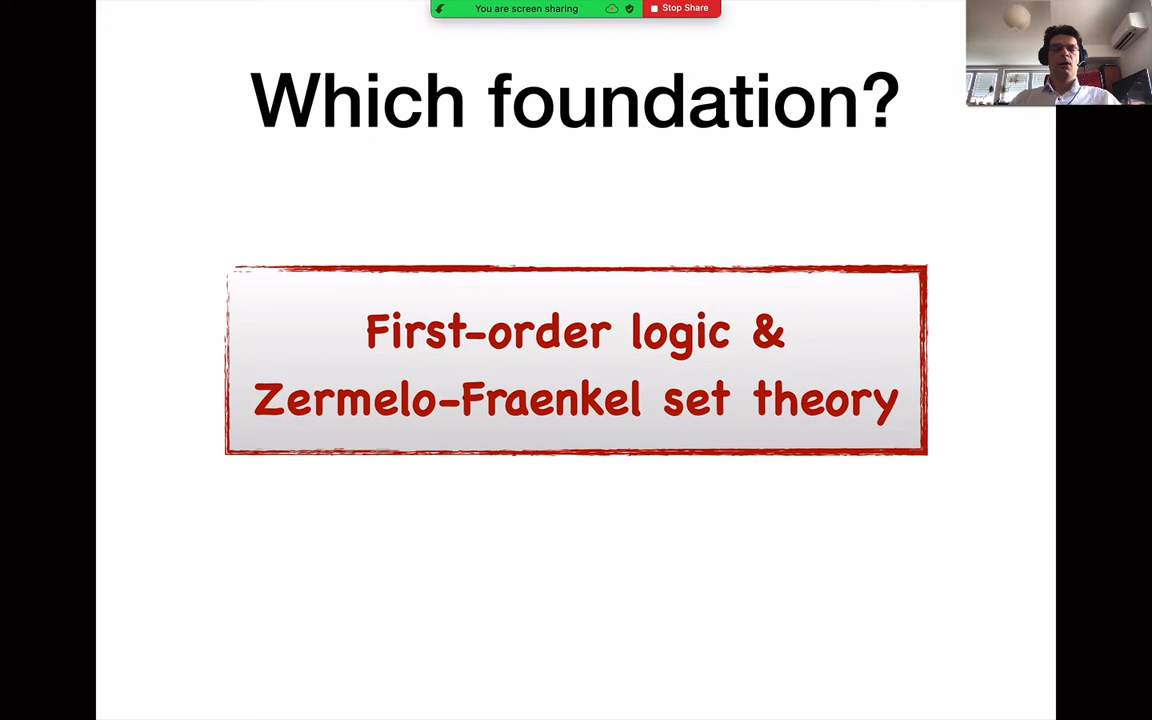 You are screen sharing
Stop Share
Which foundation?
First-order logic &
Zermelo-Fraenkel set theory